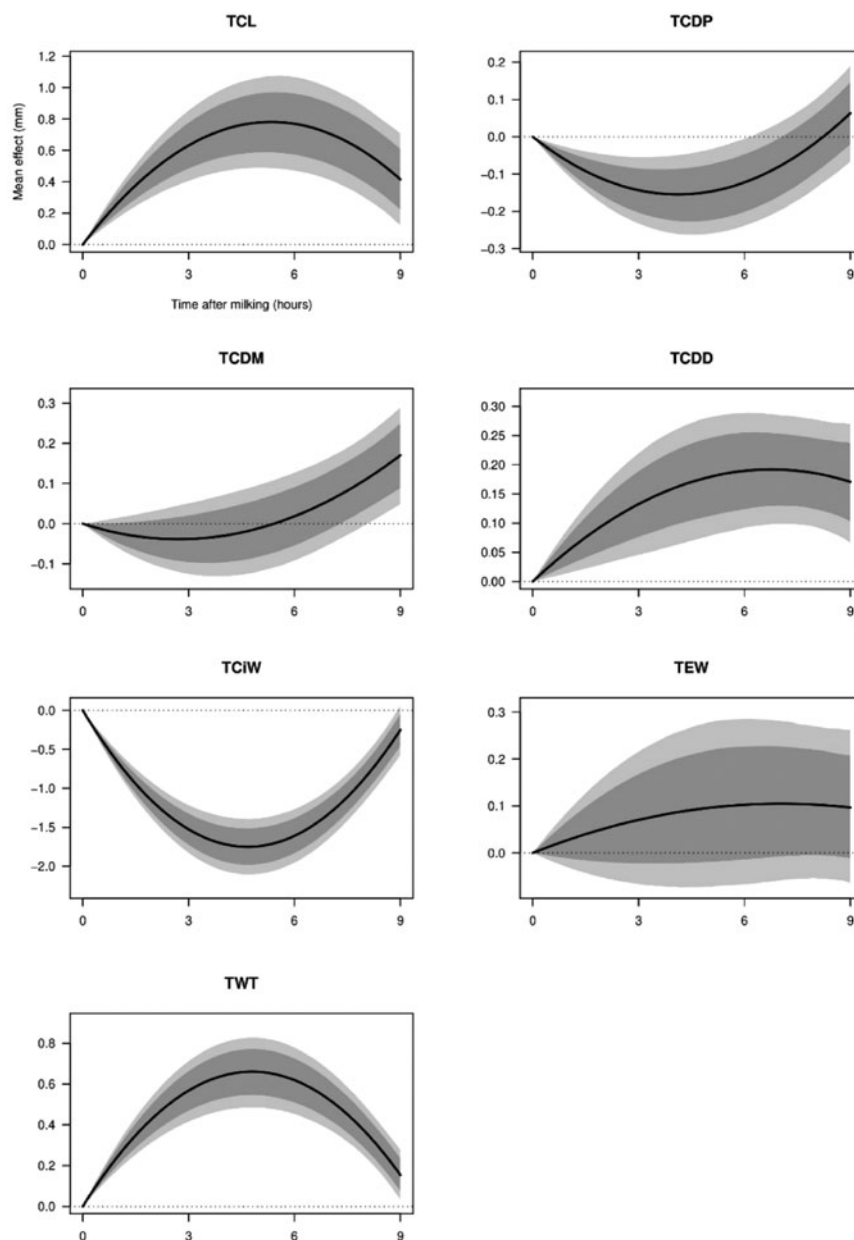 TCL
1.2
1.0
0.8
0.6
0.4
0.2
0.0
Mean effect (mm)
0 3 6 9
Time after milking (hours)
TCDP
0.2
0.1
0.0
−0.1
−0.2
−0.3
0 3 6 9
TCDM
0.3
0.2
0.1
0.0
−0.1
0 3 6 9
TCDD
0.30
0.25
0.20
0.15
0.10
0.05
0.00
0 3 6 9
TCiW
0.0
−0.5
−1.0
−1.5
−2.0
0 3 6 9
TEW
0.3
0.2
0.1
0.0
0 3 6 9
TWT
0.8
0.6
0.4
0.2
0.0
0 3 6 9